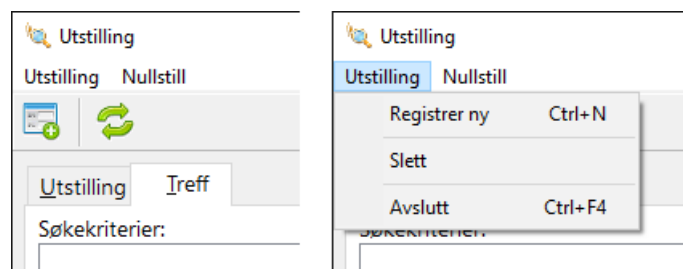 Utstilling
Utstilling Nullstill
Utstilling Treff
Søkekriterier:
Utstilling
Utstilling Nullstill
Registrer ny Ctrl+N
Slett
Avslutt Ctrl+F4